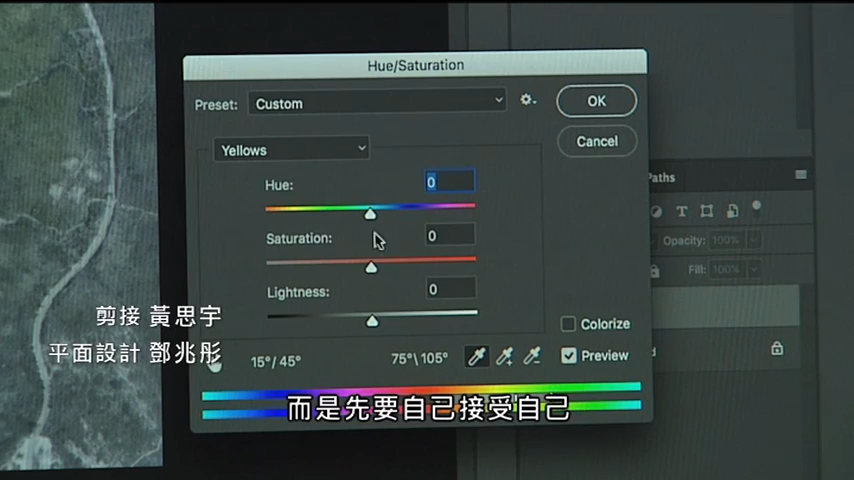 Hue/Saturation
Preset: Custom
OK
Cancel
Yellows
Hue: 0
Saturation: 0
Lightness: 0
Colorize
Preview
15°/45° 75°\105°
Paths
Opacity: 100%
Fill: 100%
剪接 黃思宇
平面設計 鄧兆彤
而是先要自己接受自己